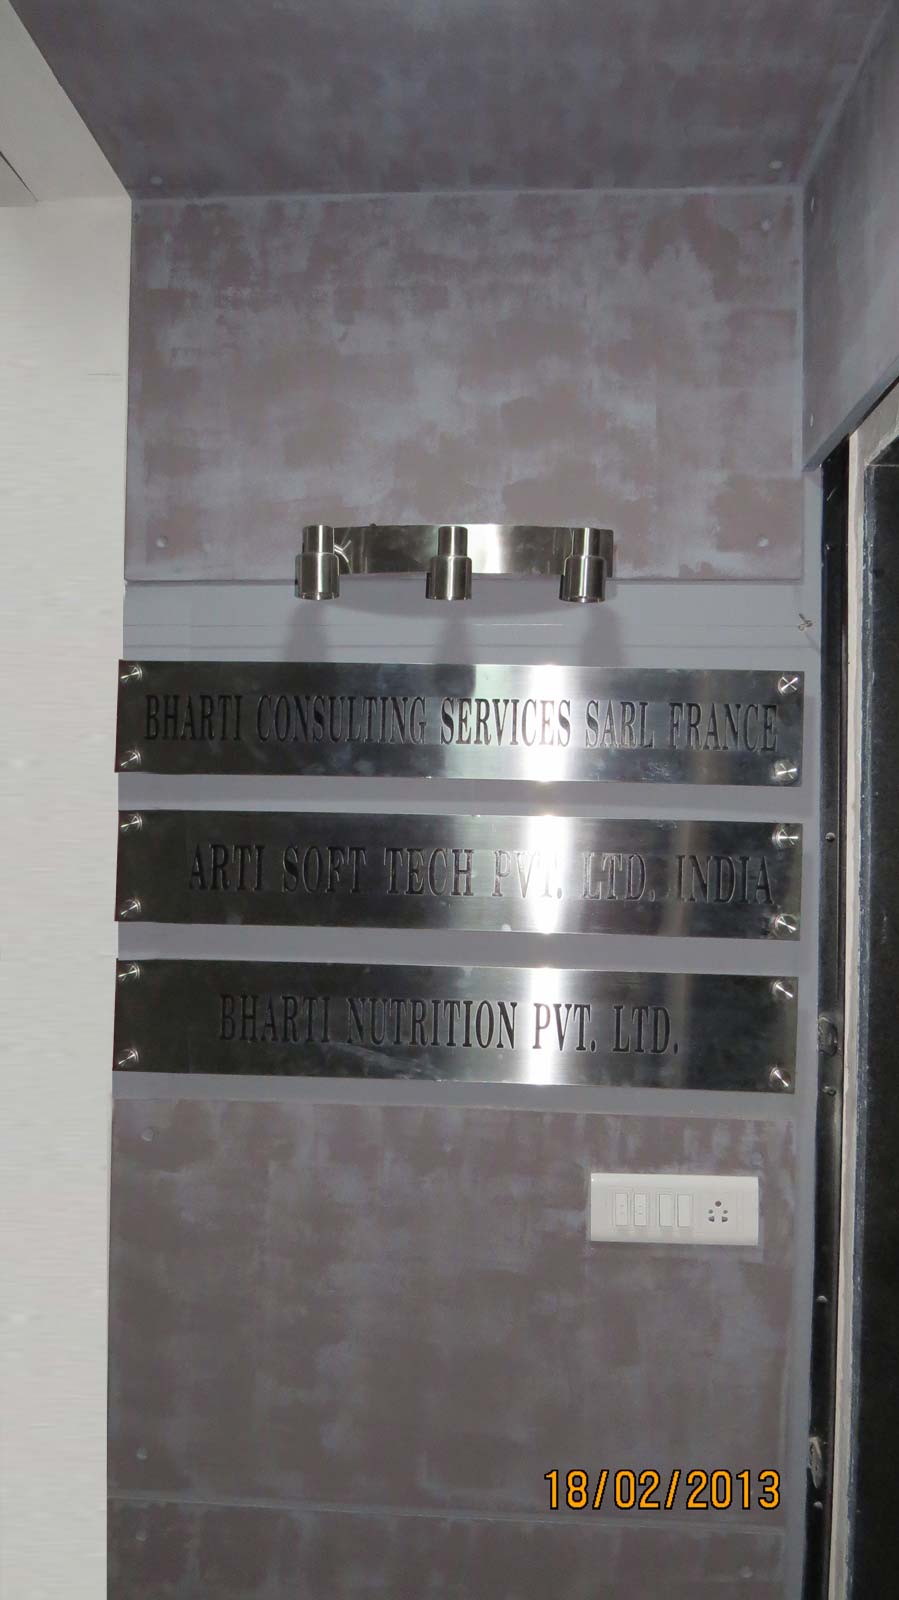 BHARTI CONSULTING SERVICES SARL FRANCE
ARTI SOFT TECH PVT. LTD. INDIA
BHARTI NUTRITION PVT. LTD.
18/02/2013